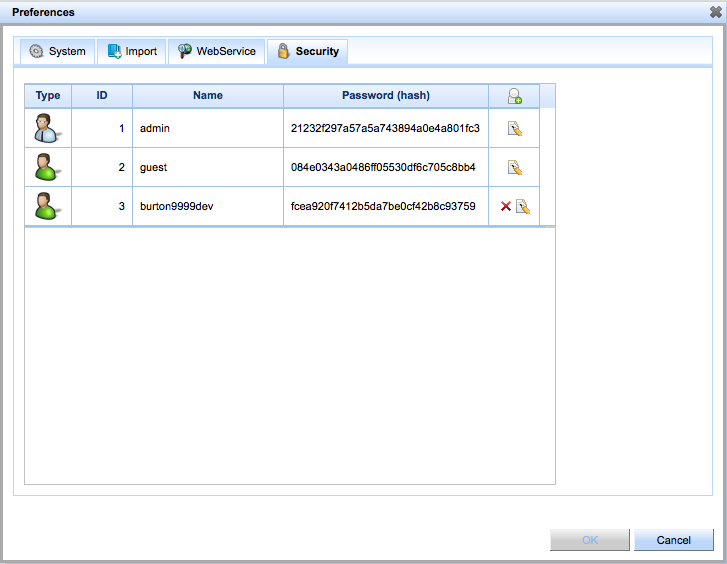 Preferences
System Import WebService Security
Type ID Name Password (hash)
1 admin 21232f297a57a5a743894a0e4a801fc3
2 guest 084e0343a0486ff05530df6c705c8bb4
3 burton9999dev fcea920f7412b5da7be0cf42b8c93759
OK Cancel